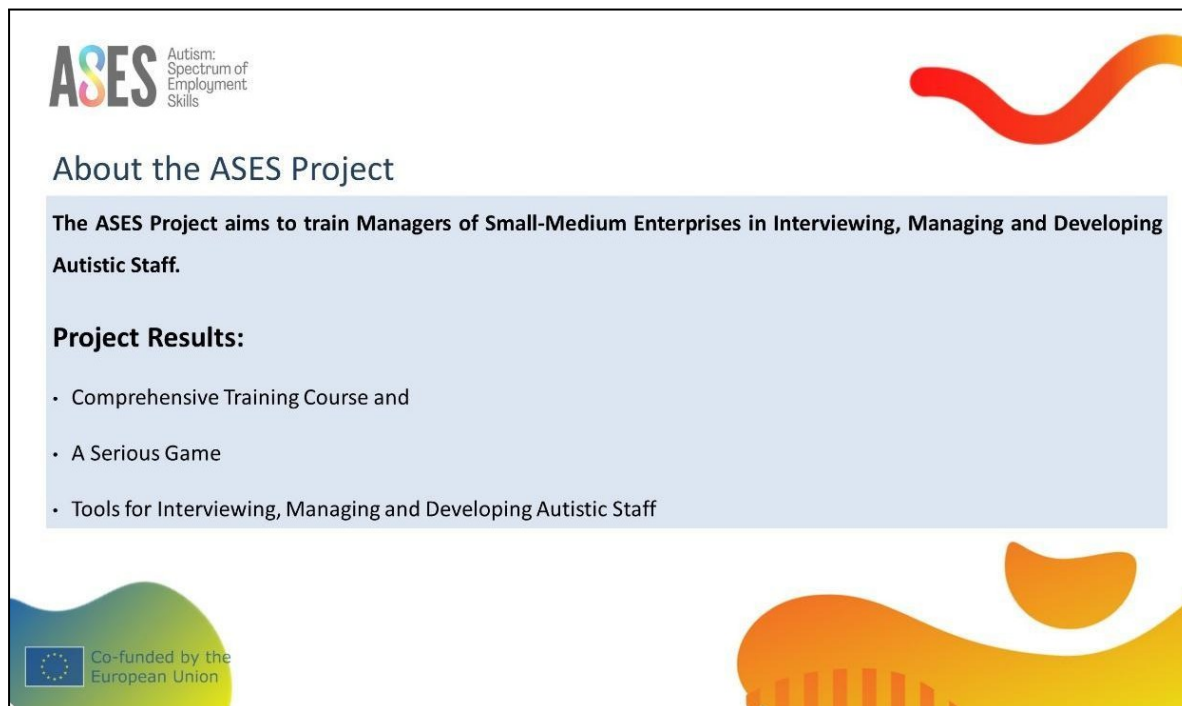 ASES
Autism:
Spectrum of
Employment
Skills
About the ASES Project
The ASES Project aims to train Managers of Small-Medium Enterprises in Interviewing, Managing and Developing
Autistic Staff.
Project Results:
• Comprehensive Training Course and
• A Serious Game
• Tools for Interviewing, Managing and Developing Autistic Staff
Co-funded by the
European Union